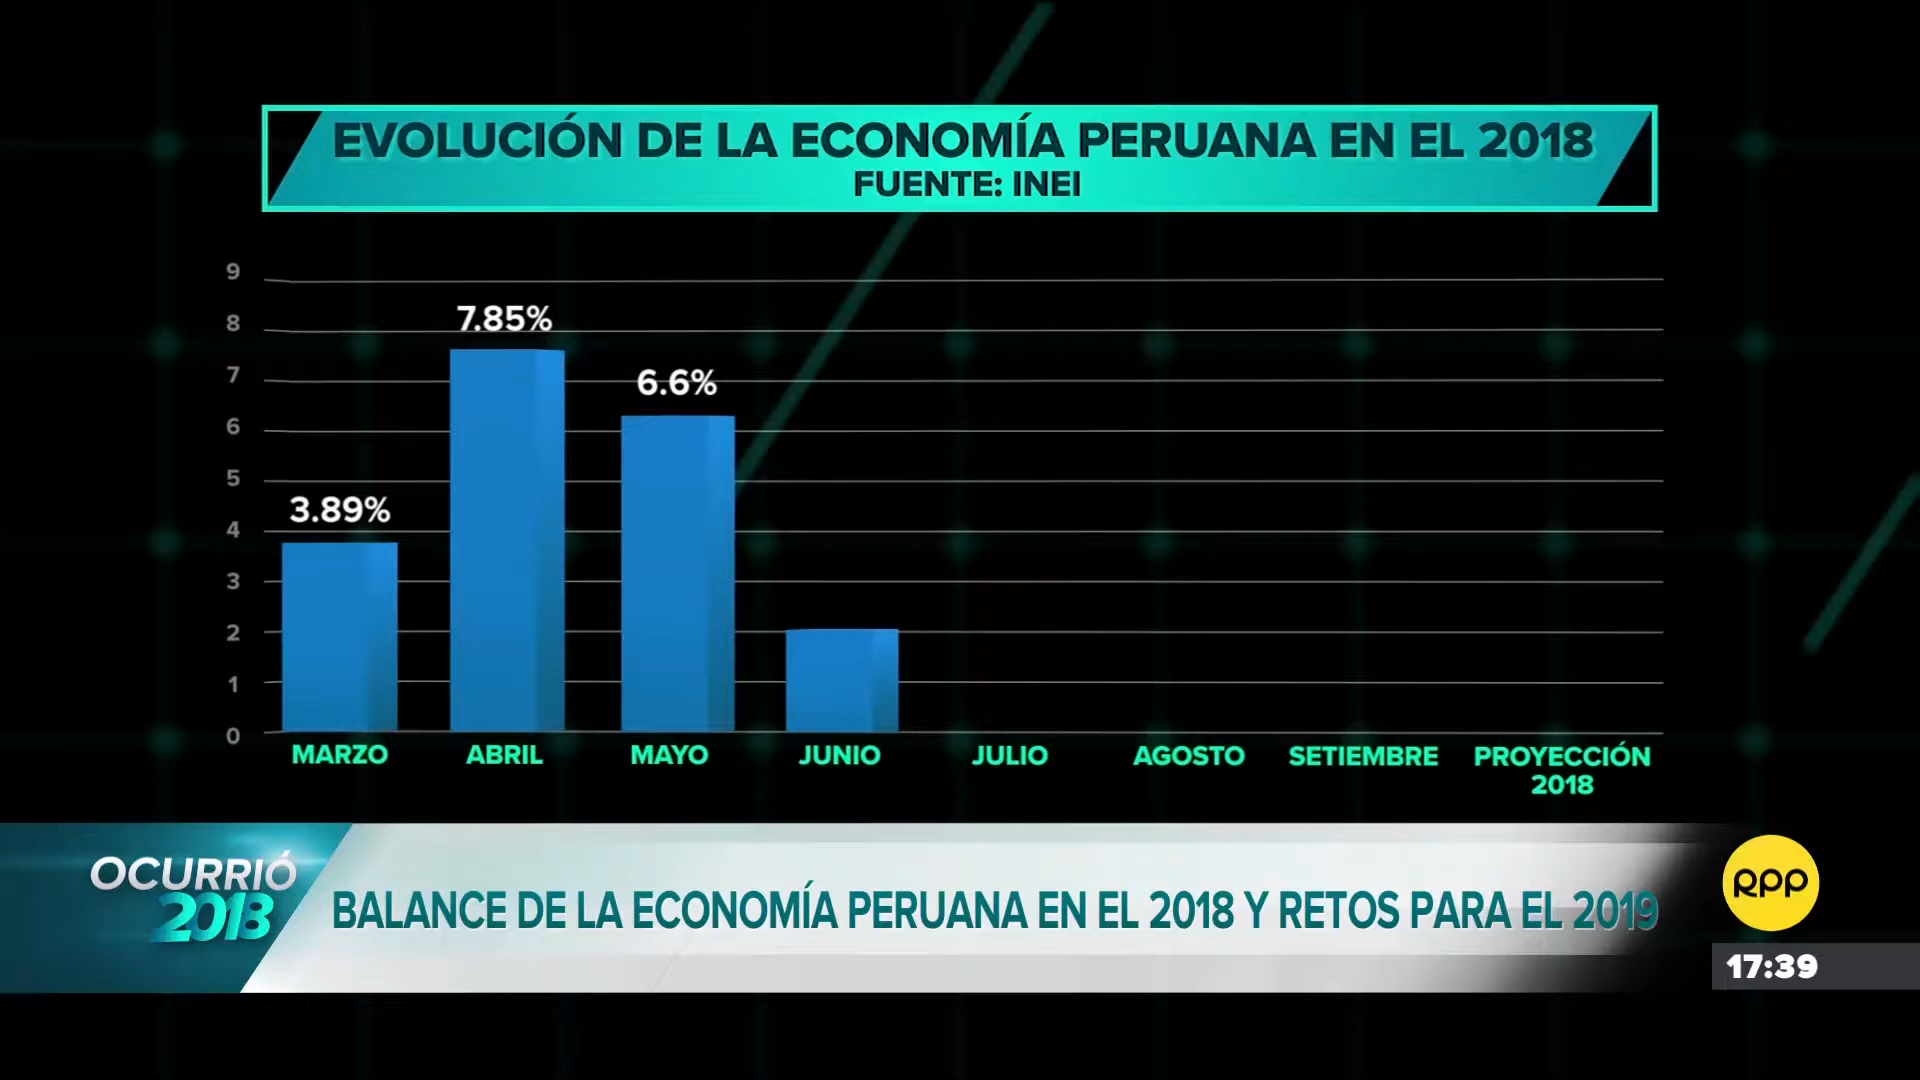 EVOLUCIÓN DE LA ECONOMÍA PERUANA EN EL 2018
FUENTE: INEI
9
8
7
6
5
4
3
2
1
0
7.85%
6.6%
3.89%
MARZO ABRIL MAYO JUNIO JULIO AGOSTO SETIEMBRE PROYECCIÓN
2018
OCURRIÓ
2018
BALANCE DE LA ECONOMÍA PERUANA EN EL 2018 Y RETOS PARA EL 2019
rpp
17:39